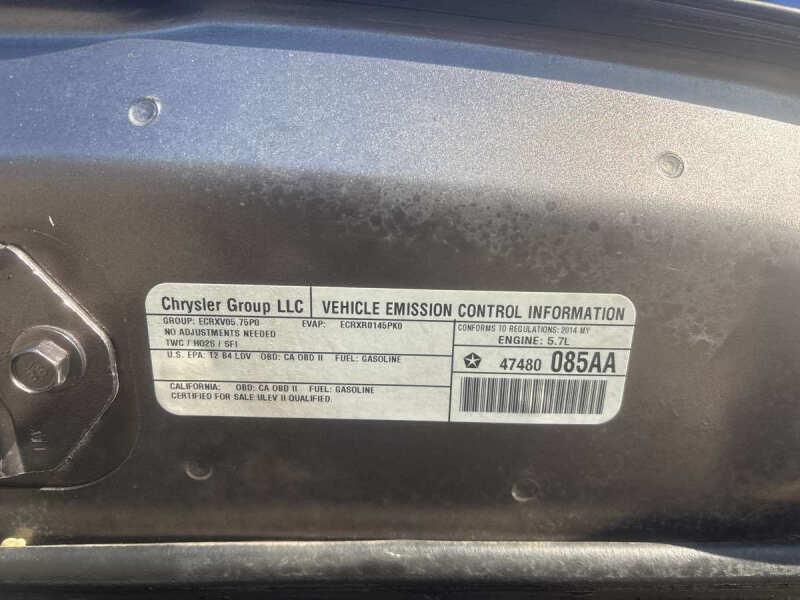 Chrysler Group LLC
VEHICLE EMISSION CONTROL INFORMATION
GROUP: ECRXV05.75P0 EVAP: ECRXR0145PK0
NO ADJUSTMENTS NEEDED
TWC / HO2S / SFI
CONFORMS TO REGULATIONS: 2014 MY
ENGINE: 5.7L
U.S. EPA: T2 B4 LDV OBD: CA OBD II FUEL: GASOLINE
47480 085AA
CALIFORNIA: OBD: CA OBD II FUEL: GASOLINE
CERTIFIED FOR SALE:ULEV II QUALIFIED.